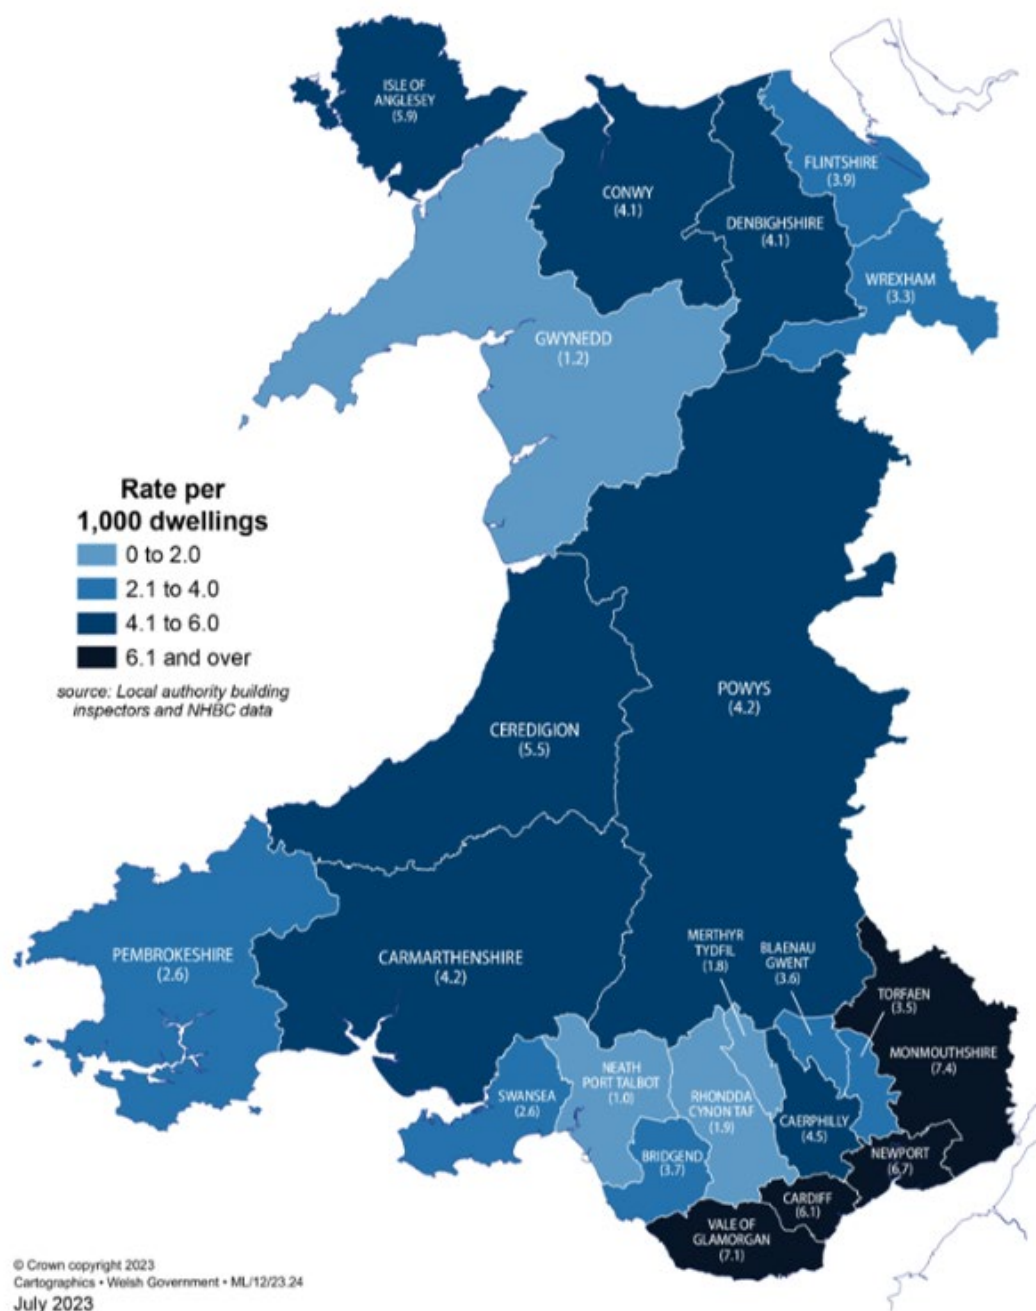 ISLE OF
ANGLESEY
(5.9)
CONWY
(4.1)
DENBIGHSHIRE
(4.1)
FLINTSHIRE
(3.9)
WREXHAM
(3.3)
GWYNEDD
(1.2)
Rate per
1,000 dwellings
0 to 2.0
2.1 to 4.0
4.1 to 6.0
6.1 and over
source: Local authority building
inspectors and NHBC data
POWYS
(4.2)
CEREDIGION
(5.5)
PEMBROKESHIRE
(2.6)
CARMARTHENSHIRE
(4.2)
MERTHYR
TYDFIL
(1.8)
BLAENAU
GWENT
(3.6)
TORFAEN
(3.5)
MONMOUTHSHIRE
(7.4)
SWANSEA
(2.6)
NEATH
PORT TALBOT
(1.0)
RHONDDA
CYNON TAF
(1.9)
CAERPHILLY
(4.5)
BRIDGEND
(3.7)
NEWPORT
(6.7)
CARDIFF
(6.1)
VALE OF
GLAMORGAN
(7.1)
© Crown copyright 2023
Cartographics • Welsh Government • ML/12/23.24
July 2023